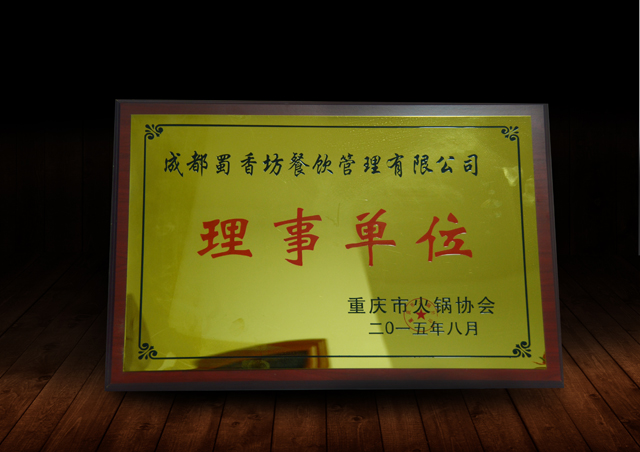 成都蜀香坊餐饮管理有限公司
理事单位
重庆市火锅协会
二0一五年八月